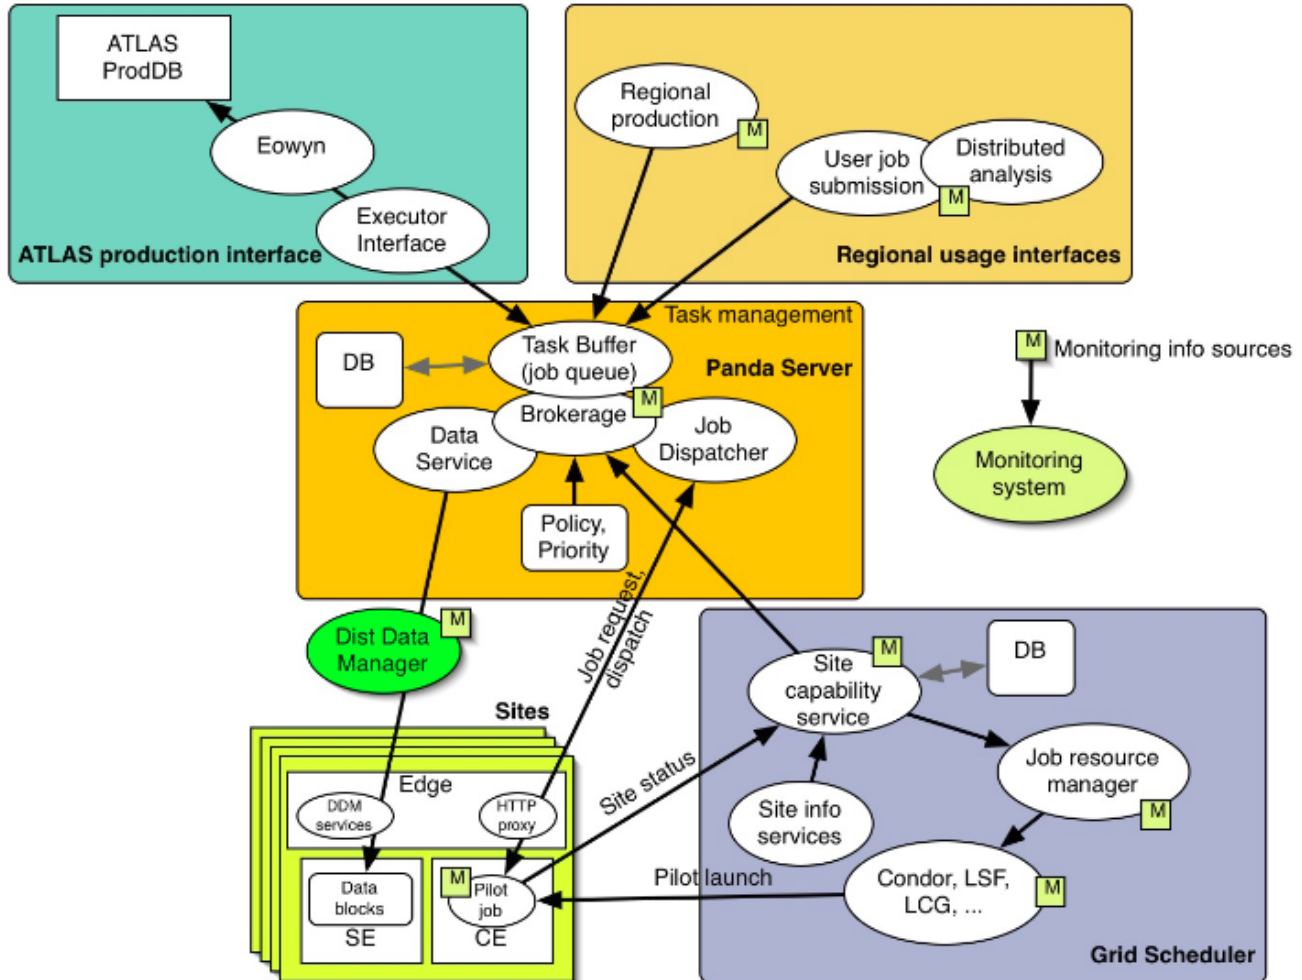 ATLAS
ProdDB
Eowyn
Executor
Interface
ATLAS production interface
Regional
production
M
User job
submission
M
Distributed
analysis
Regional usage interfaces
Task management
DB
Task Buffer
(job queue)
Panda Server
M
Brokerage
Data
Service
Job
Dispatcher
Policy,
Priority
M
Monitoring info sources
Monitoring
system
Job request,
dispatch
M
Dist Data
Manager
Sites
Edge
DDM
services
HTTP
proxy
Data
blocks
SE
M
Pilot
job
CE
Site status
Pilot launch
M
Site
capability
service
DB
Job resource
manager
M
Site info
services
Condor, LSF,
LCG, ...
M
Grid Scheduler